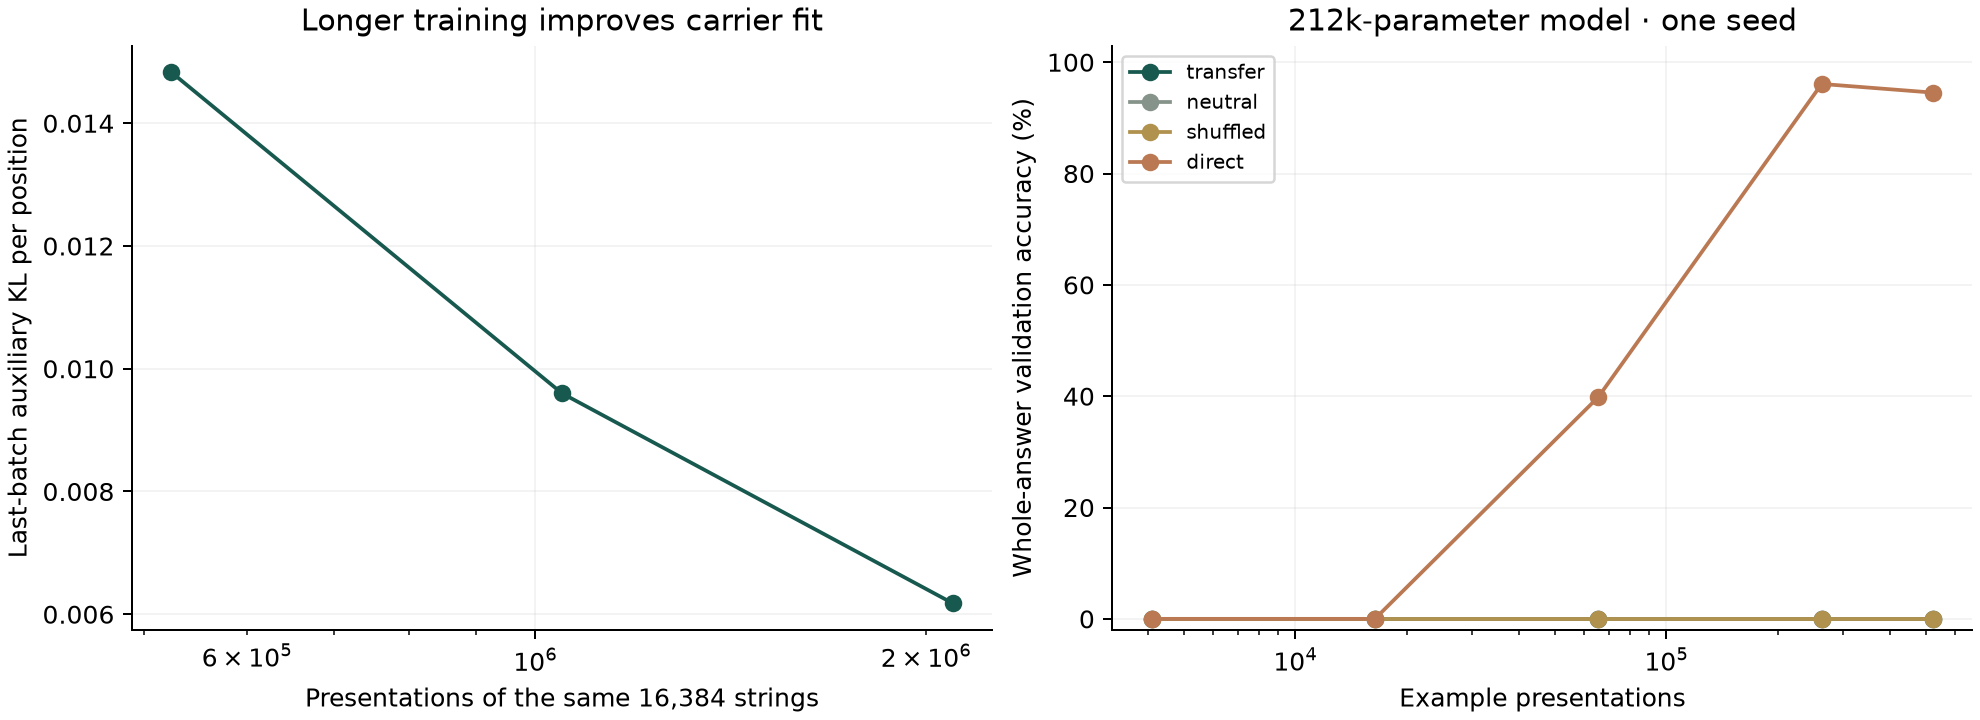 Longer training improves carrier fit
Last-batch auxiliary KL per position
0.014
0.012
0.010
0.008
0.006
6 × 10⁵
10⁶
2 × 10⁶
Presentations of the same 16,384 strings
212k-parameter model · one seed
Whole-answer validation accuracy (%)
100
80
60
40
20
0
transfer
neutral
shuffled
direct
10⁴
10⁵
Example presentations